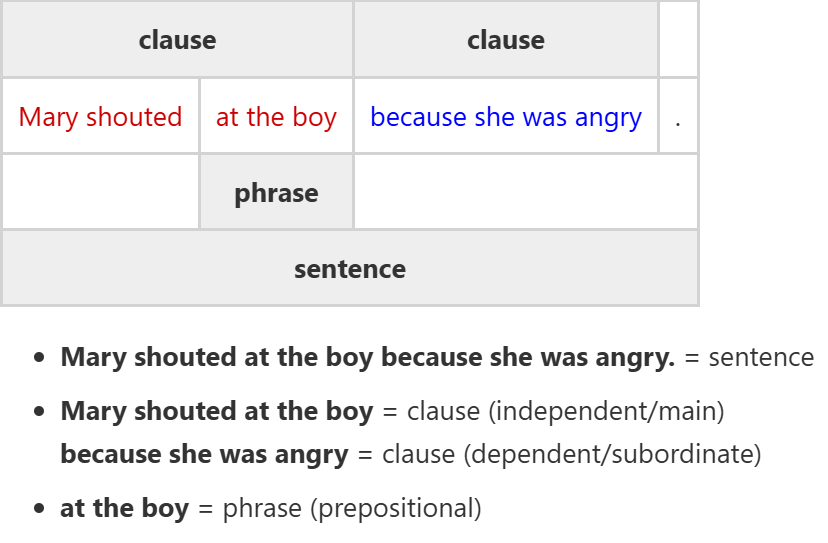 clause clause
Mary shouted at the boy because she was angry .
phrase
sentence
• Mary shouted at the boy because she was angry. = sentence
• Mary shouted at the boy = clause (independent/main)
because she was angry = clause (dependent/subordinate)
• at the boy = phrase (prepositional)